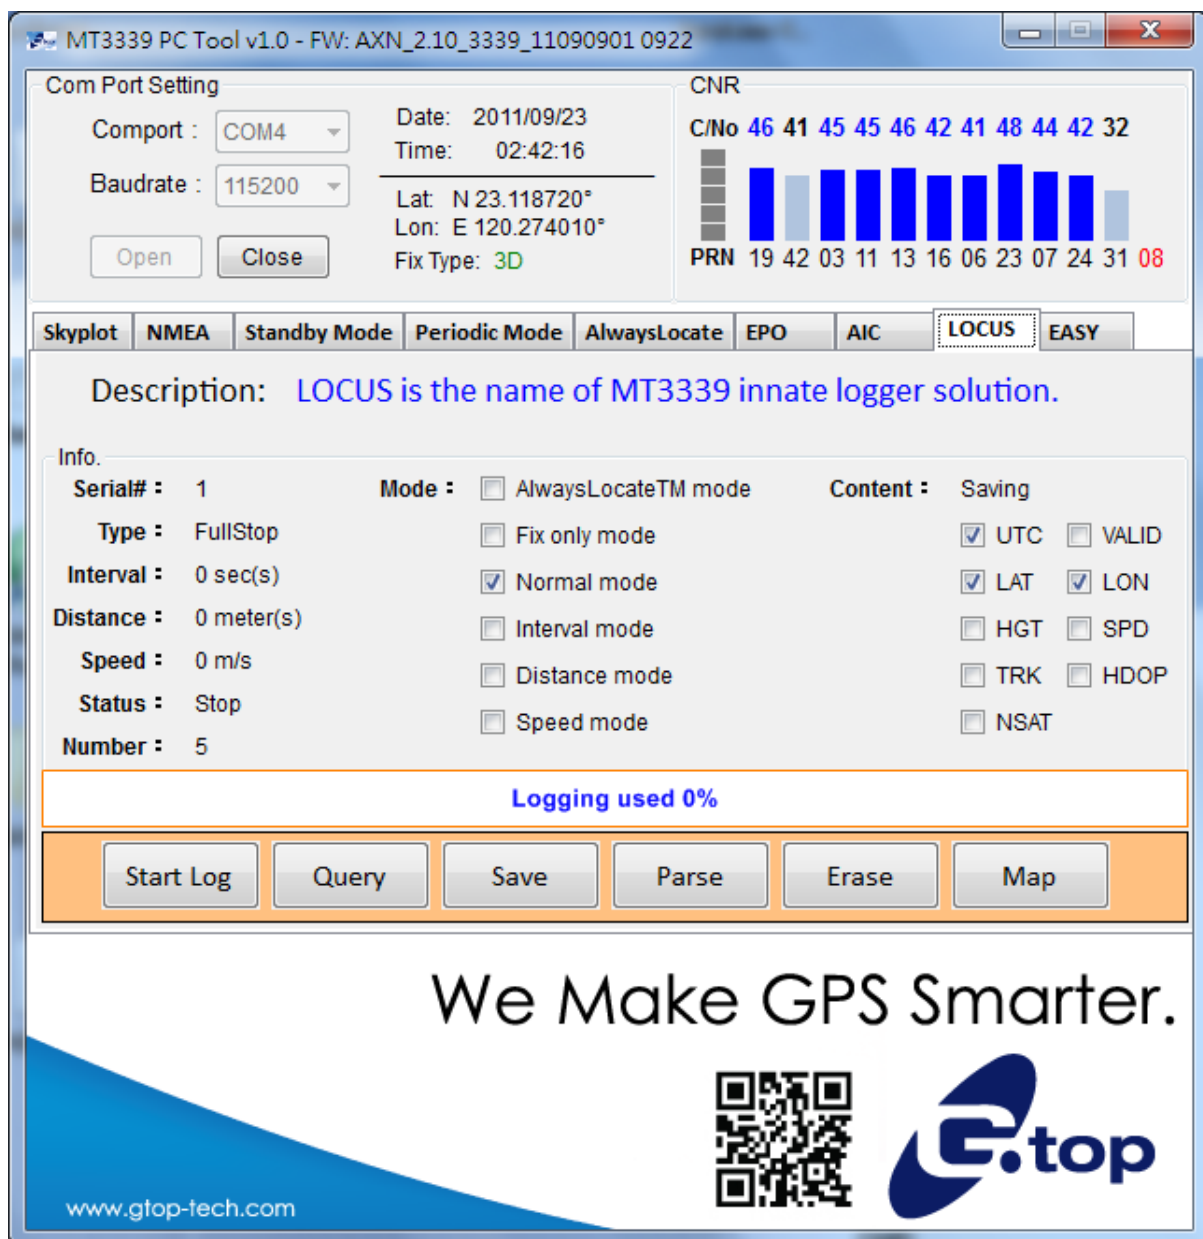 MT3339 PC Tool v1.0 - FW: AXN_2.10_3339_11090901 0922
Com Port Setting
Comport : COM4
Baudrate : 115200
Open Close
Date: 2011/09/23
Time: 02:42:16
Lat: N 23.118720°
Lon: E 120.274010°
Fix Type: 3D
CNR
C/No 46 41 45 45 46 42 41 48 44 42 32
PRN 19 42 03 11 13 16 06 23 07 24 31 08
Skyplot NMEA Standby Mode Periodic Mode AlwaysLocate EPO AIC LOCUS EASY
Description: LOCUS is the name of MT3339 innate logger solution.
Info.
Serial# : 1
Type : FullStop
Interval : 0 sec(s)
Distance : 0 meter(s)
Speed : 0 m/s
Status : Stop
Number : 5
Mode : AlwaysLocateTM mode
Fix only mode
Normal mode
Interval mode
Distance mode
Speed mode
Content : Saving
UTC VALID
LAT LON
HGT SPD
TRK HDOP
NSAT
Logging used 0%
Start Log Query Save Parse Erase Map
We Make GPS Smarter.
G.top
www.gtop-tech.com